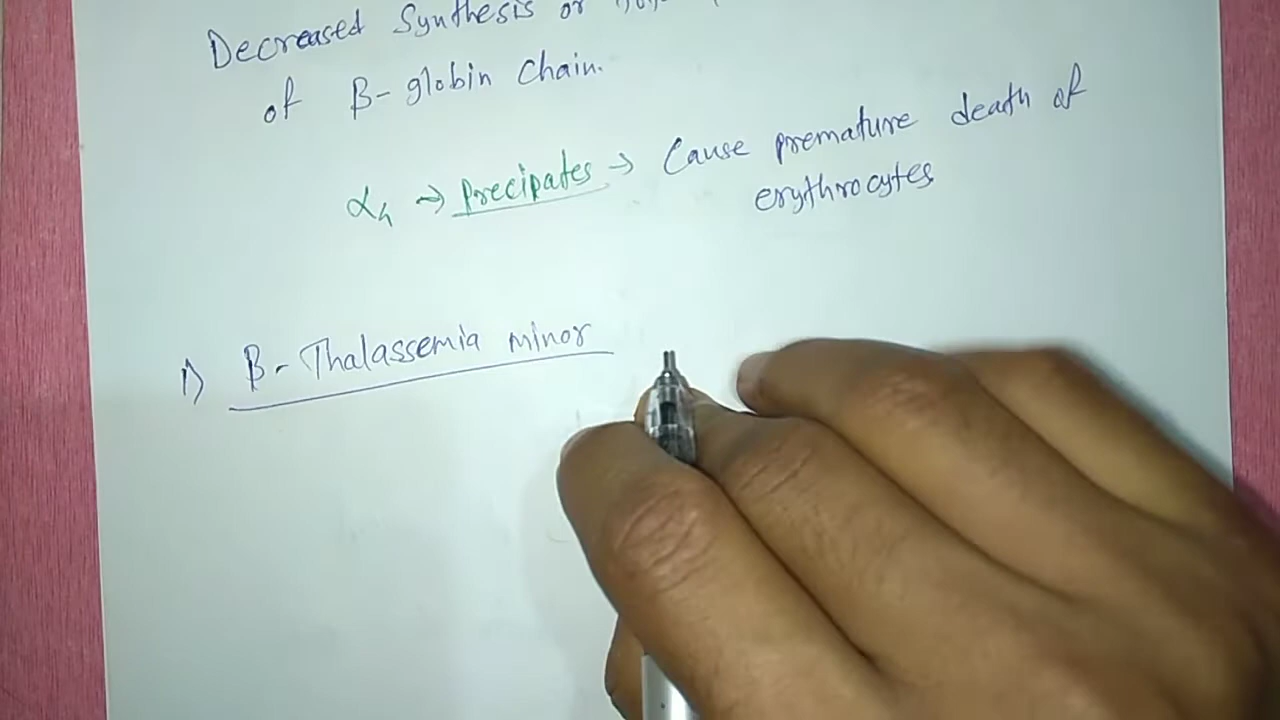 Decreased Synthesis or
of β- globin Chain.
α4 → Precipates → Cause premature death of
erythrocytes
1) β- Thalassemia minor